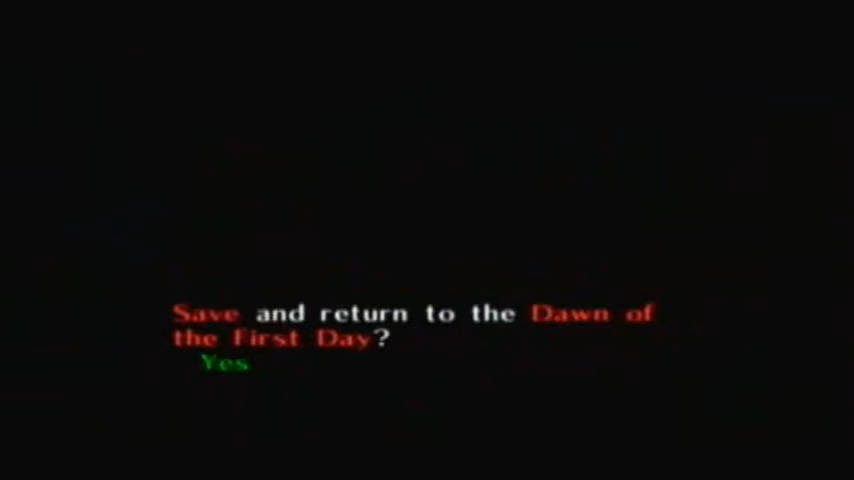 Save and return to the Dawn of
the First Day?
Yes